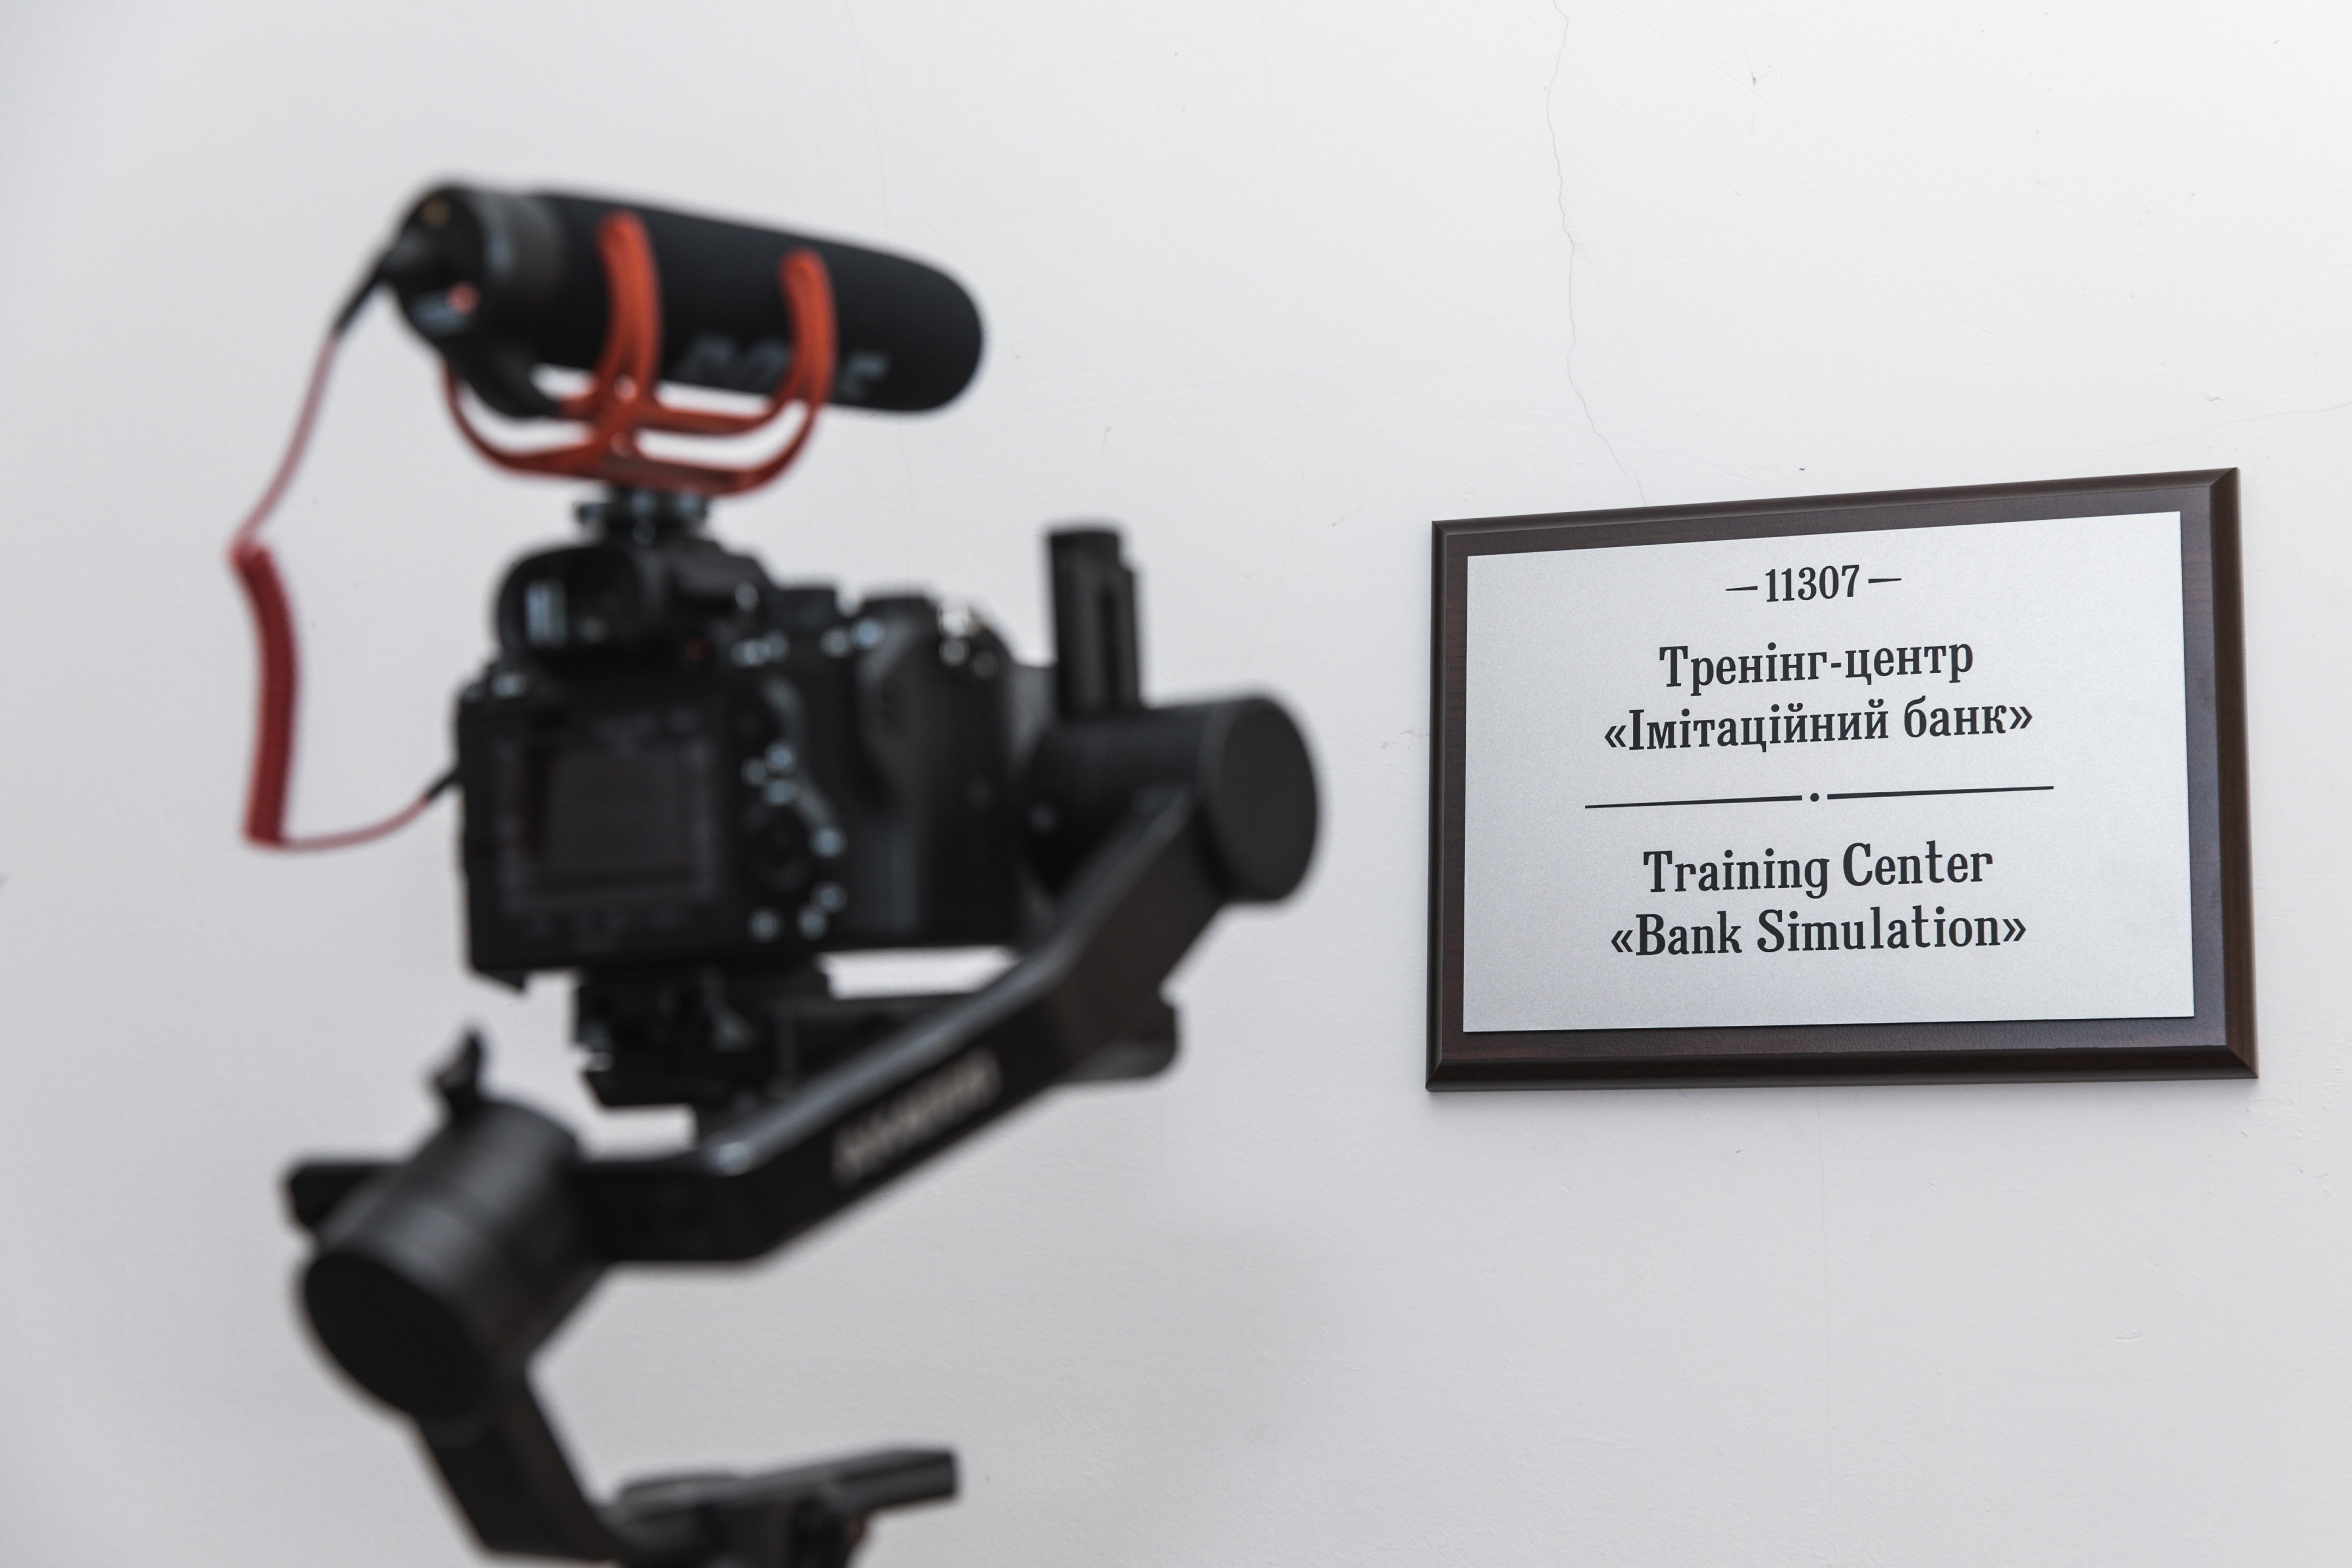 —11307—
Тренінг-центр
«Імітаційний банк»
Training Center
«Bank Simulation»